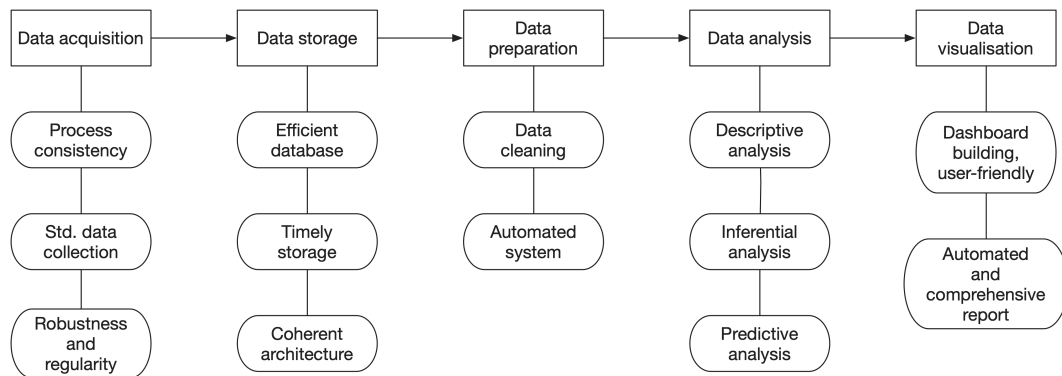 Data acquisition
Data storage
Data
preparation
Data analysis
Data
visualisation
Process
consistency
Efficient
database
Data
cleaning
Descriptive
analysis
Dashboard
building,
user-friendly
Std. data
collection
Timely
storage
Automated
system
Inferential
analysis
Automated
and
comprehensive
report
Robustness
and
regularity
Coherent
architecture
Predictive
analysis